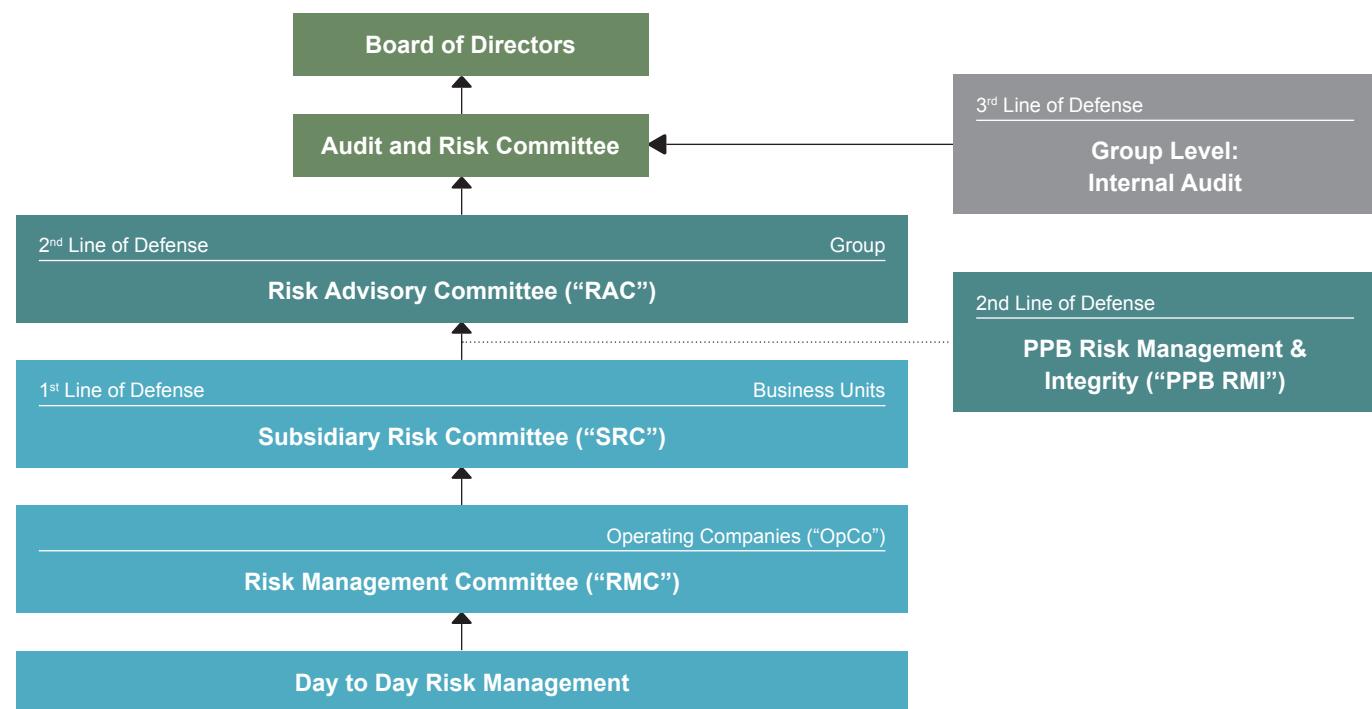 Board of Directors
Audit and Risk Committee
3rd Line of Defense
Group Level:
Internal Audit
2nd Line of Defense
Group
Risk Advisory Committee (“RAC”)
2nd Line of Defense
PPB Risk Management &
Integrity (“PPB RMI”)
1st Line of Defense
Business Units
Subsidiary Risk Committee (“SRC”)
Operating Companies (“OpCo”)
Risk Management Committee (“RMC”)
Day to Day Risk Management